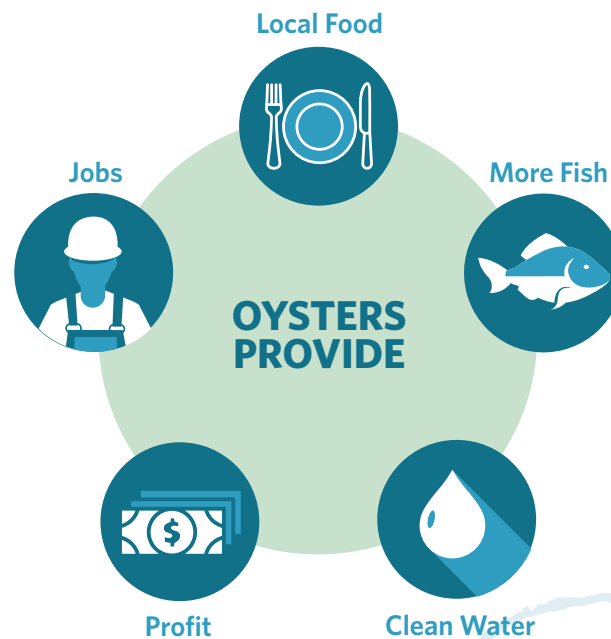 Local Food
Jobs
More Fish
OYSTERS
PROVIDE
$
Profit
Clean Water